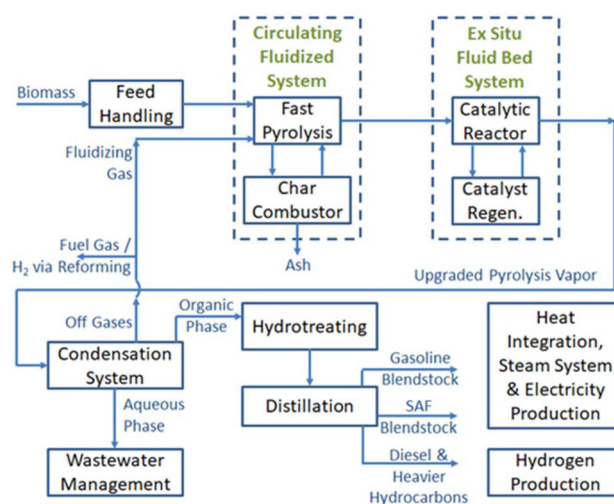 Circulating
Fluidized
System
Ex Situ
Fluid Bed
System
Biomass
Feed
Handling
Fast
Pyrolysis
Catalytic
Reactor
Fluidizing
Gas
Char
Combustor
Catalyst
Regen.
Fuel Gas /
H₂ via Reforming
Ash
Upgraded Pyrolysis Vapor
Off Gases
Organic
Phase
Hydrotreating
Heat
Integration,
Steam System
& Electricity
Production
Condensation
System
Gasoline
Blendstock
Distillation
SAF
Blendstock
Aqueous
Phase
Diesel &
Heavier
Hydrocarbons
Wastewater
Management
Hydrogen
Production